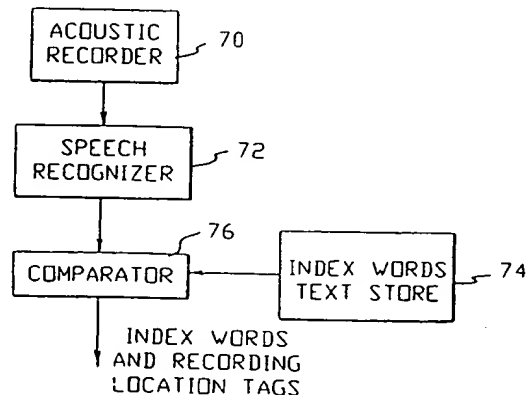 ACOUSTIC
RECORDER
70
SPEECH
RECOGNIZER
72
76
COMPARATOR
INDEX WORDS
TEXT STORE
74
INDEX WORDS
AND RECORDING
LOCATION TAGS